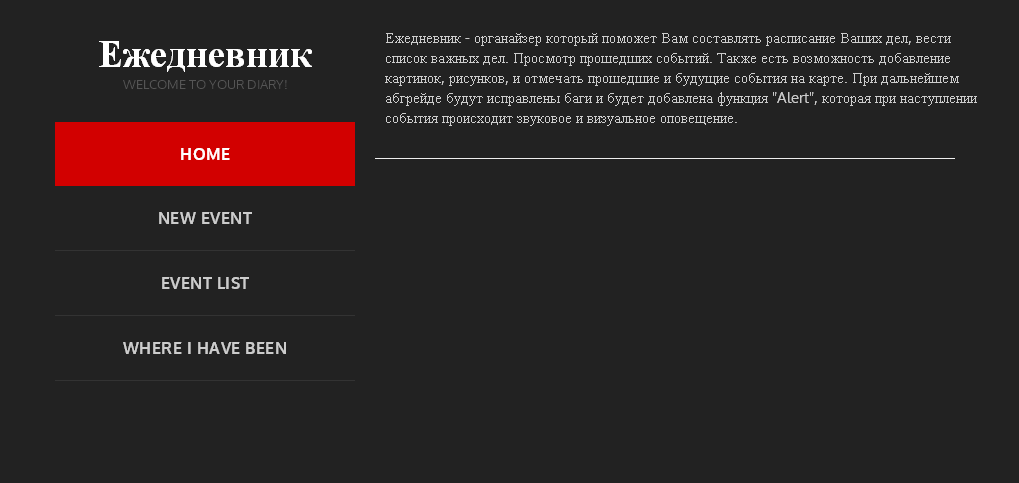 Ежедневник
WELCOME TO YOUR DIARY!
HOME
NEW EVENT
EVENT LIST
WHERE I HAVE BEEN
Ежедневник - органайзер который поможет Вам составлять расписание Ваших дел, вести
список важных дел. Просмотр прошедших событий. Также есть возможность добавление
картинок, рисунков, и отмечать прошедшие и будущие события на карте. При дальнейшем
абгрейде будут исправлены баги и будет добавлена функция "Alert", которая при наступлении
события происходит звуковое и визуальное оповещение.